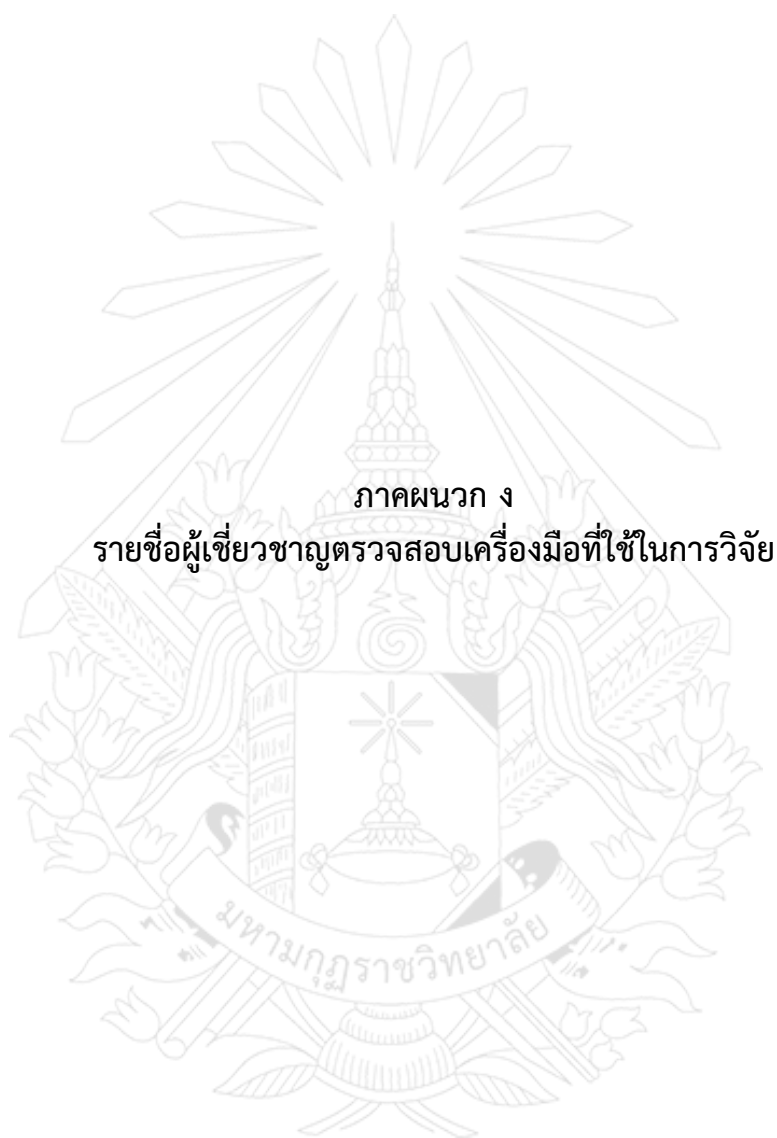 ภาคผนวก ง
รายชื่อผู้เชี่ยวชาญตรวจสอบเครื่องมือที่ใช้ในการวิจัย
มหามกุฏราชวิทยาลัย